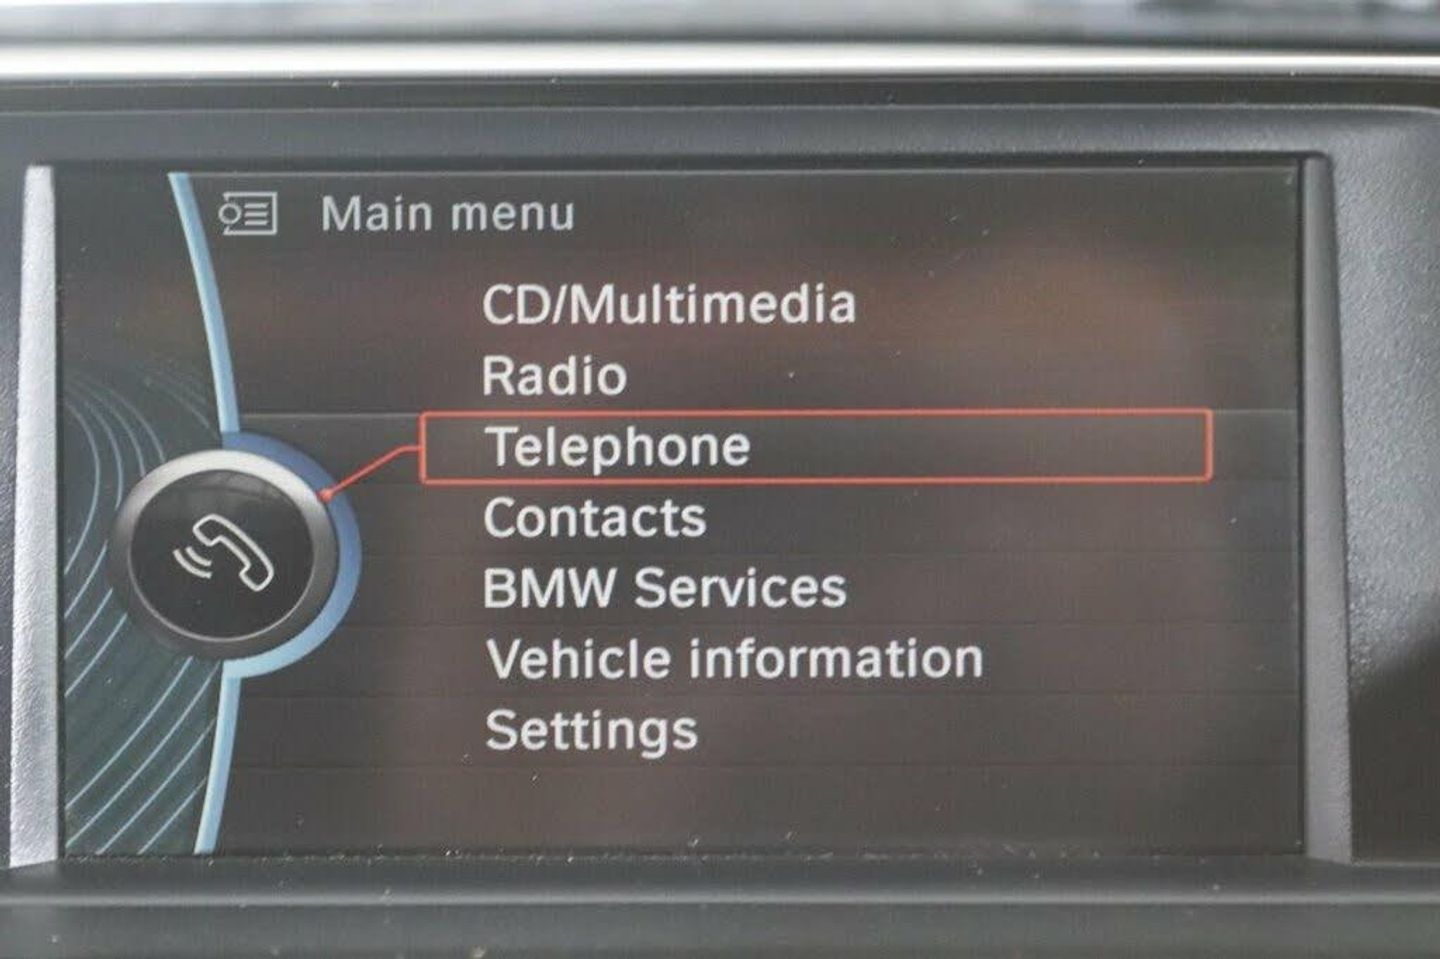 Main menu
CD/Multimedia
Radio
Telephone
Contacts
BMW Services
Vehicle information
Settings